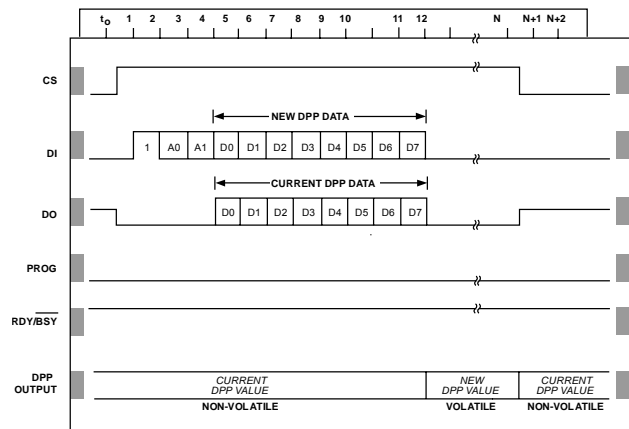 to 1 2 3 4 5 6 7 8 9 10 11 12 N N+1 N+2
CS
NEW DPP DATA
DI 1 A0 A1 D0 D1 D2 D3 D4 D5 D6 D7
CURRENT DPP DATA
DO D0 D1 D2 D3 D4 D5 D6 D7
PROG
RDY/BSY
DPP OUTPUT
CURRENT DPP VALUE
NEW DPP VALUE
CURRENT DPP VALUE
NON-VOLATILE VOLATILE NON-VOLATILE